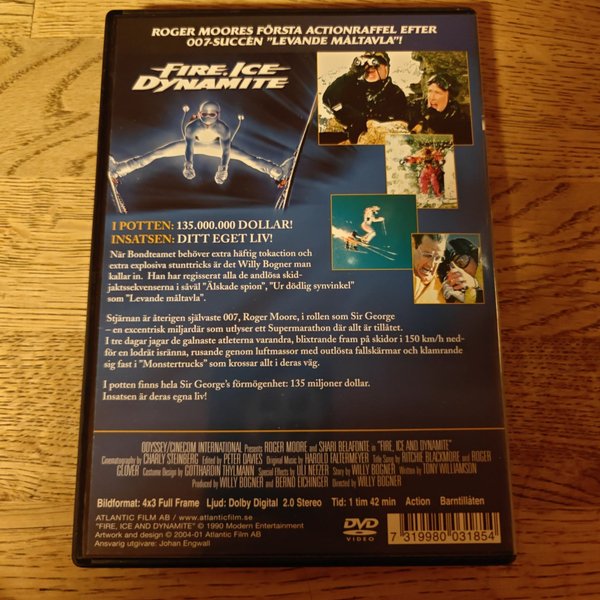 ROGER MOORES FÖRSTA ACTIONRAFFEL EFTER
007-SUCCÉN "LEVANDE MÅLTAVLA"!
FIRE, ICE
DYNAMITE
I POTTEN: 135.000.000 DOLLAR!
INSATSEN: DITT EGET LIV!
När Bondteamet behöver extra häftig tokaction och
extra explosiva stunttricks är det Willy Bogner man
kallar in. Han har regisserat alla de andlösa skid-
jaktssekvenserna i såväl "Älskade spion", "Ur dödlig synvinkel"
som "Levande måltavla".
Stjärnan är återigen självaste 007, Roger Moore, i rollen som Sir George
– en excentrisk miljardär som utlyser ett Supermarathon där allt är tillåtet.
I tre dagar jagar de galnaste atleterna varandra, blixtrande fram på skidor i 150 km/h ned-
för en lodrät isränna, rusande genom luftmassor med outlösta fallskärmar och klamrande
sig fast i "Monstertrucks" som krossar allt i deras väg.
I potten finns hela Sir George's förmögenhet: 135 miljoner dollar.
Insatsen är deras egna liv!
ODYSSEY/CINECOM INTERNATIONAL Presents ROGER MOORE and SHARI BELAFONTE in "FIRE, ICE AND DYNAMITE"
Cinematography by CHARLY STEINBERG Edited by PETER DAVIES Original Music by HAROLD FALTERMEYER Title Song by RITCHIE BLACKMORE and ROGER
GLOVER Costume Design by GOTTHARDIN THYLMANN Special Effects by ULI NEFZER Story by WILLY BOGNER Written by TONY WILLIAMSON
Produced by WILLY BOGNER and BERND EICHINGER Directed by WILLY BOGNER
Bildformat: 4x3 Full Frame Ljud: Dolby Digital 2.0 Stereo Tid: 1 tim 42 min Action Barntillåten
ATLANTIC FILM AB / www.atlanticfilm.se
"FIRE, ICE AND DYNAMITE" © 1990 Modern Entertainment
Artwork and design © 2004-01 Atlantic Film AB
Ansvarig utgivare: Johan Engwall
DVD
VIDEO
7 319980 031854